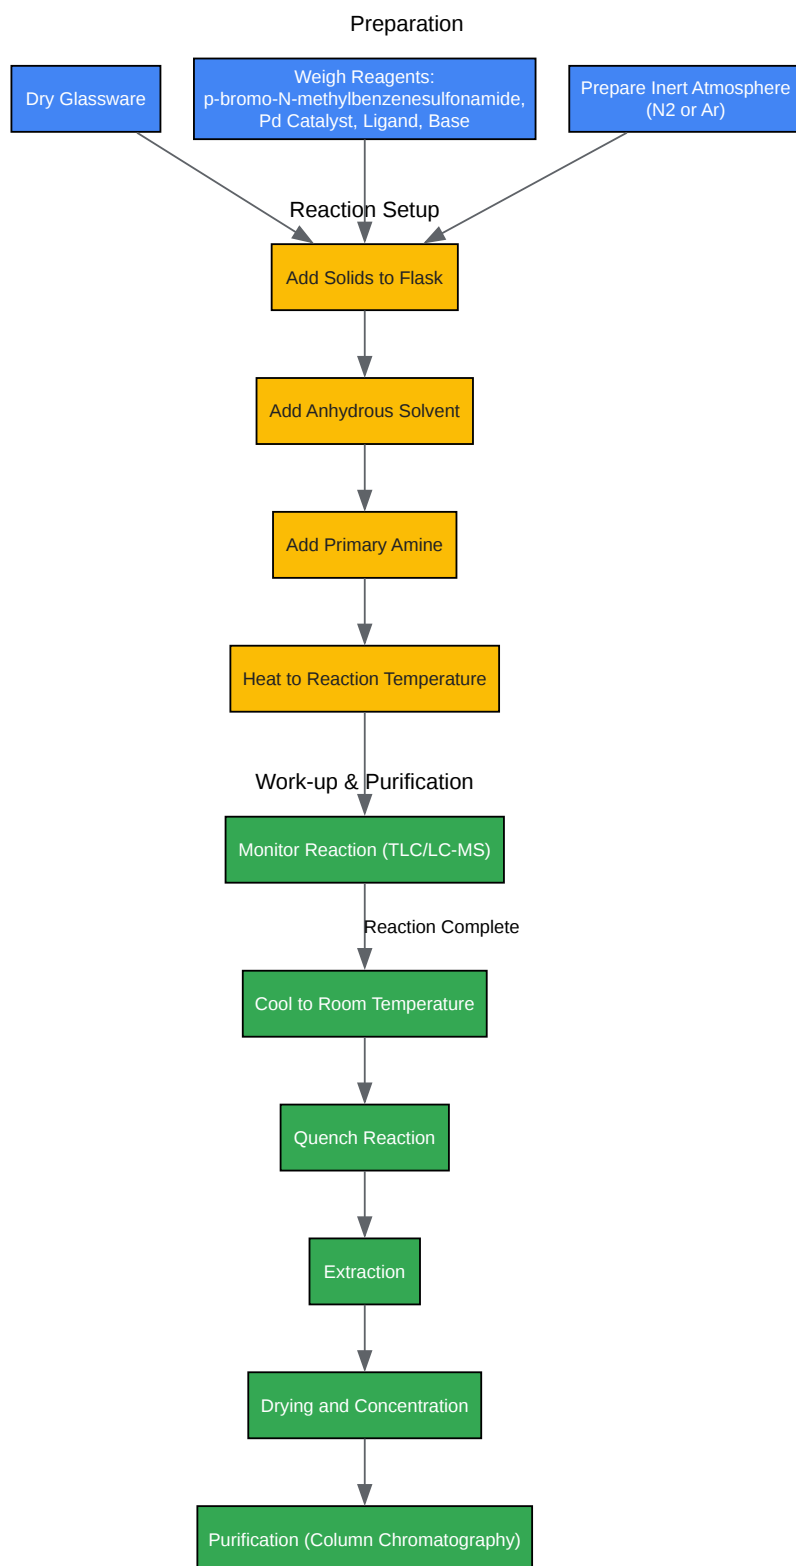 Preparation
Dry Glassware
Weigh Reagents:
p-bromo-N-methylbenzenesulfonamide,
Pd Catalyst, Ligand, Base
Prepare Inert Atmosphere
(N2 or Ar)
Reaction Setup
Add Solids to Flask
Add Anhydrous Solvent
Add Primary Amine
Heat to Reaction Temperature
Work-up & Purification
Monitor Reaction (TLC/LC-MS)
Reaction Complete
Cool to Room Temperature
Quench Reaction
Extraction
Drying and Concentration
Purification (Column Chromatography)